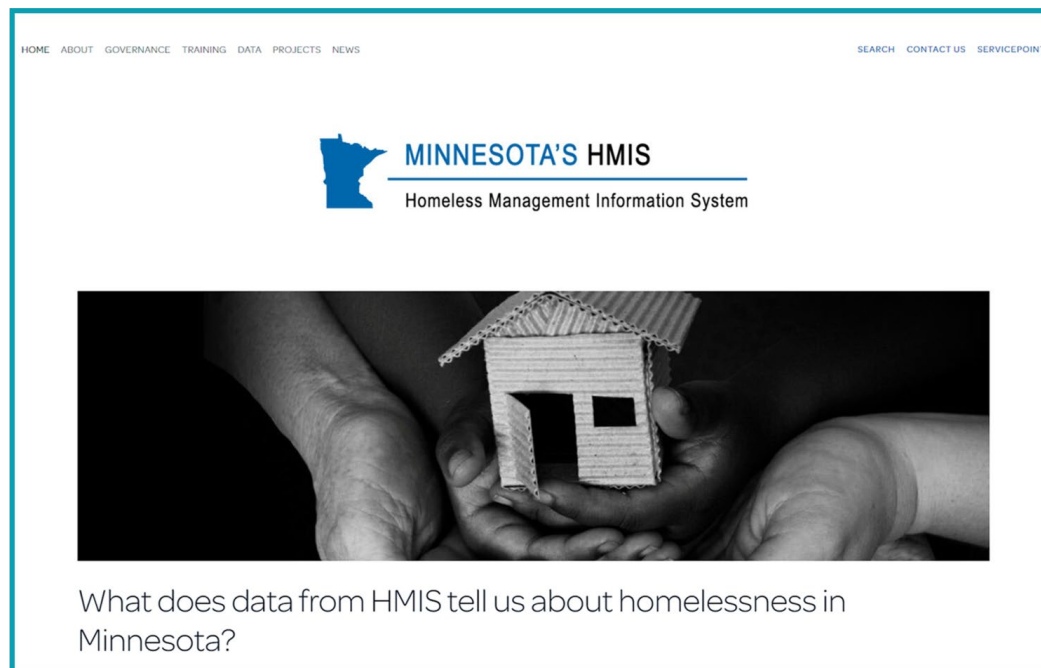 HOME ABOUT GOVERNANCE TRAINING DATA PROJECTS NEWS
SEARCH CONTACT US SERVICEPOINT
MINNESOTA'S HMIS
Homeless Management Information System
What does data from HMIS tell us about homelessness in
Minnesota?